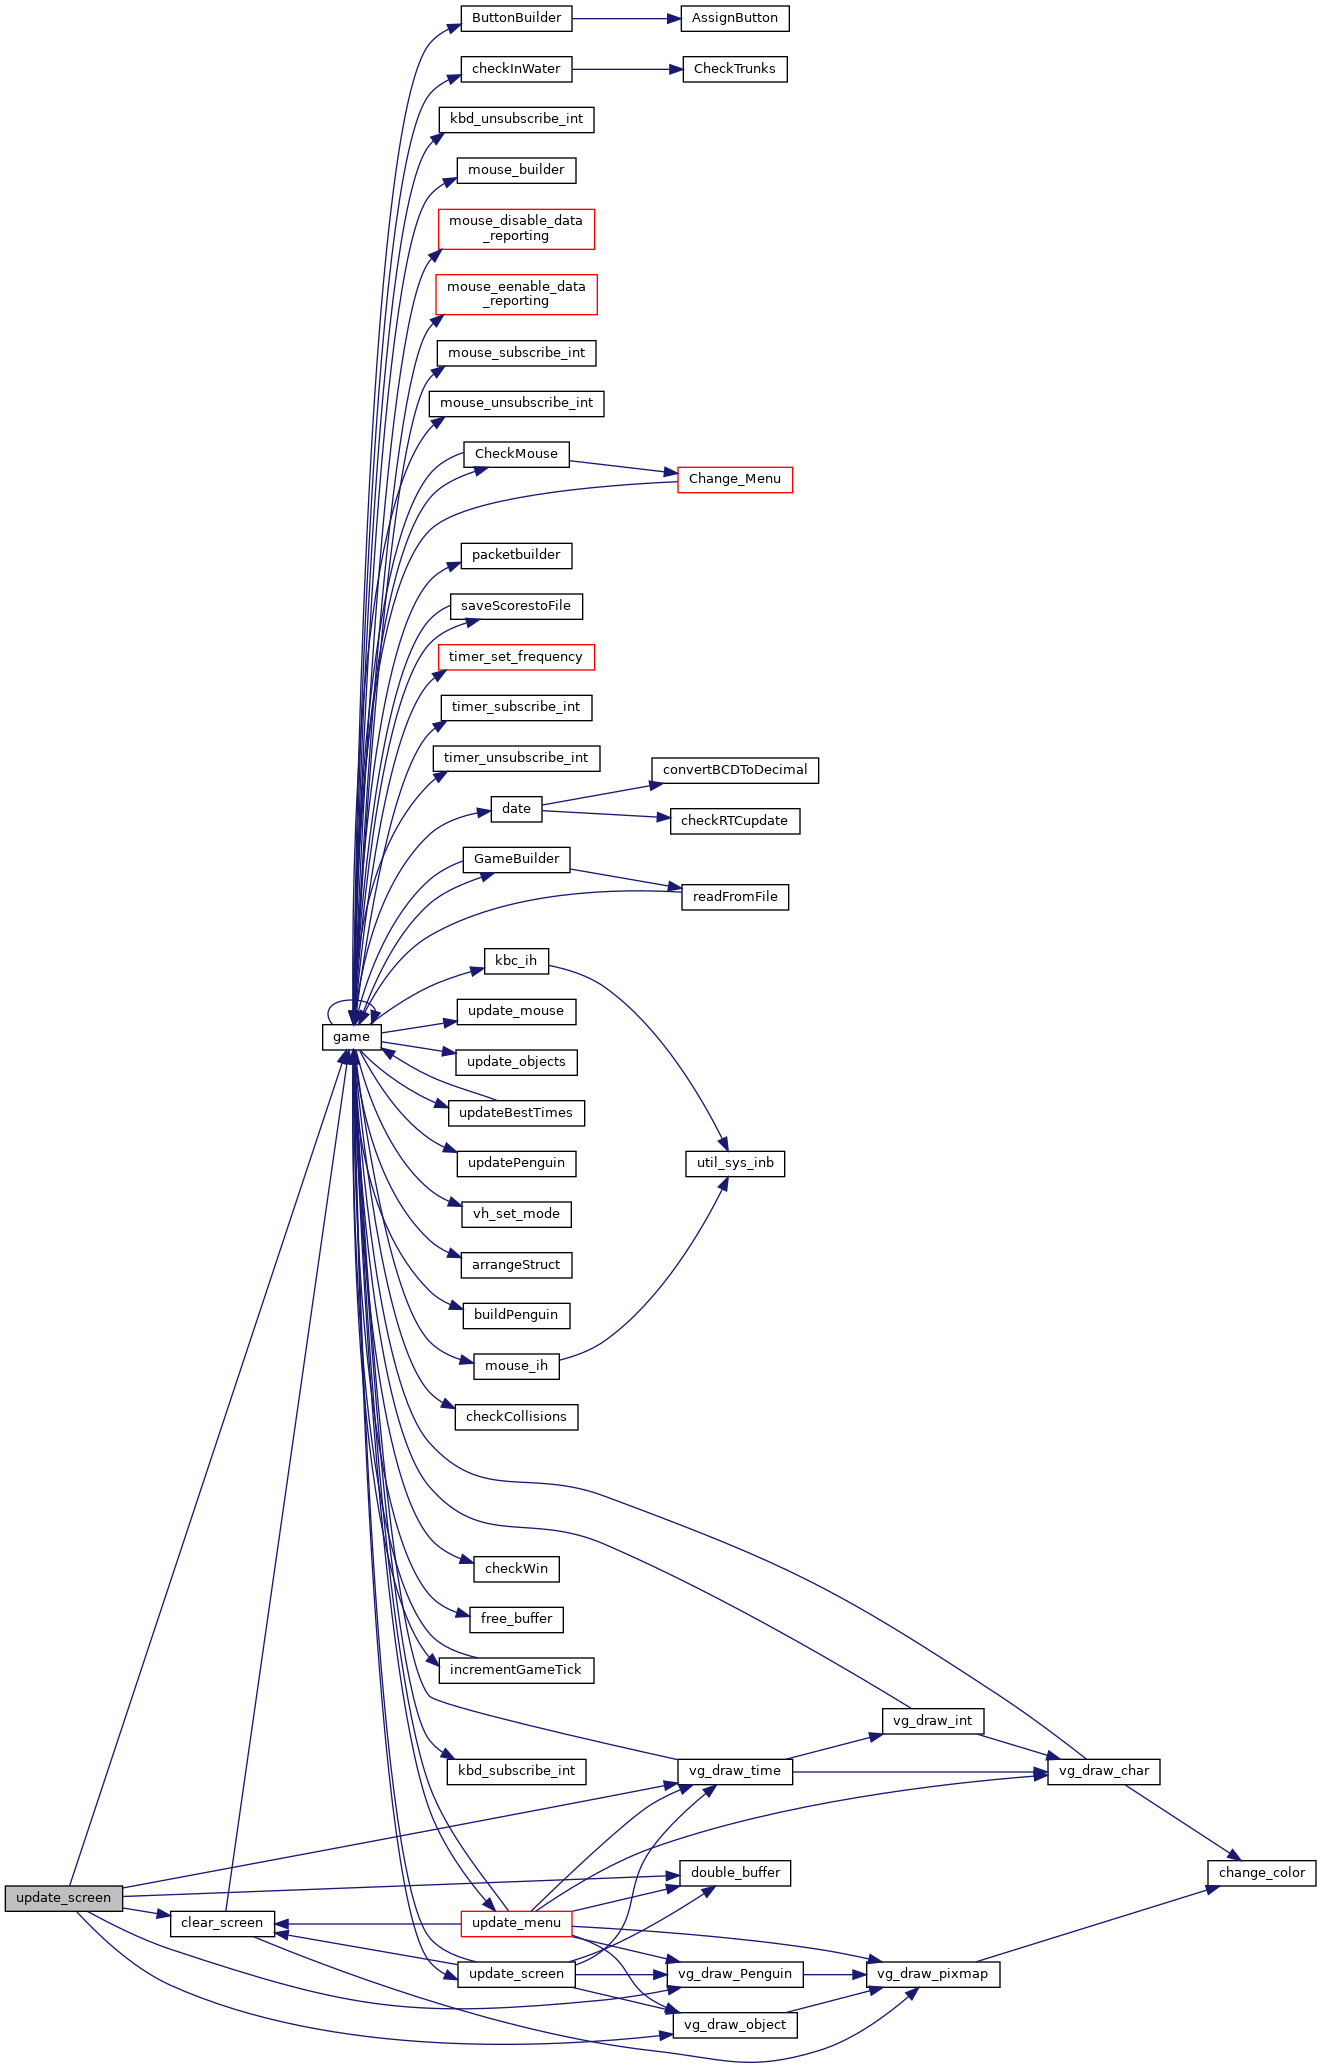 ButtonBuilder
AssignButton
checkInWater
CheckTrunks
kbd_unsubscribe_int
mouse_builder
mouse_disable_data
_reporting
mouse_eenable_data
_reporting
mouse_subscribe_int
mouse_unsubscribe_int
CheckMouse
Change_Menu
packetbuilder
saveScorestoFile
timer_set_frequency
timer_subscribe_int
timer_unsubscribe_int
convertBCDToDecimal
date
checkRTCupdate
GameBuilder
readFromFile
kbc_ih
update_mouse
game
update_objects
updateBestTimes
updatePenguin
util_sys_inb
vh_set_mode
arrangeStruct
buildPenguin
mouse_ih
checkCollisions
checkWin
free_buffer
incrementGameTick
vg_draw_int
kbd_subscribe_int
vg_draw_time
vg_draw_char
double_buffer
change_color
update_screen
clear_screen
update_menu
update_screen
vg_draw_Penguin
vg_draw_pixmap
vg_draw_object